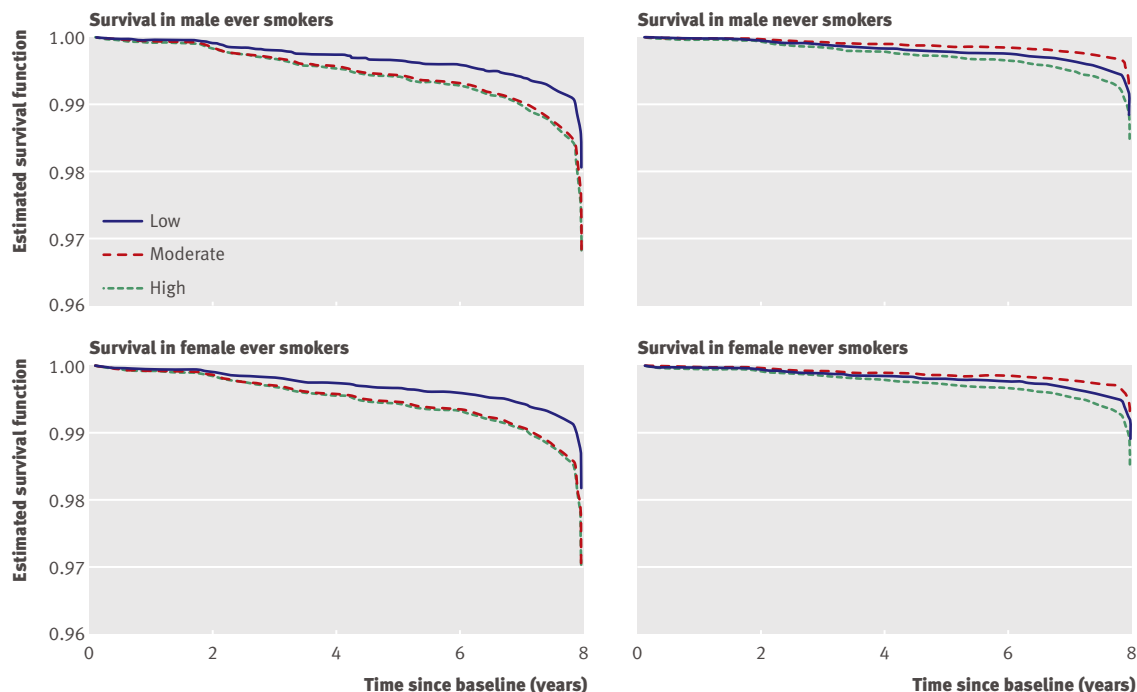 Survival in male ever smokers
Estimated survival function
1.00
0.99
0.98
0.97
0.96
Low
Moderate
High
Survival in male never smokers
Survival in female ever smokers
Estimated survival function
1.00
0.99
0.98
0.97
0.96
0 2 4 6 8
Time since baseline (years)
Survival in female never smokers
0 2 4 6 8
Time since baseline (years)